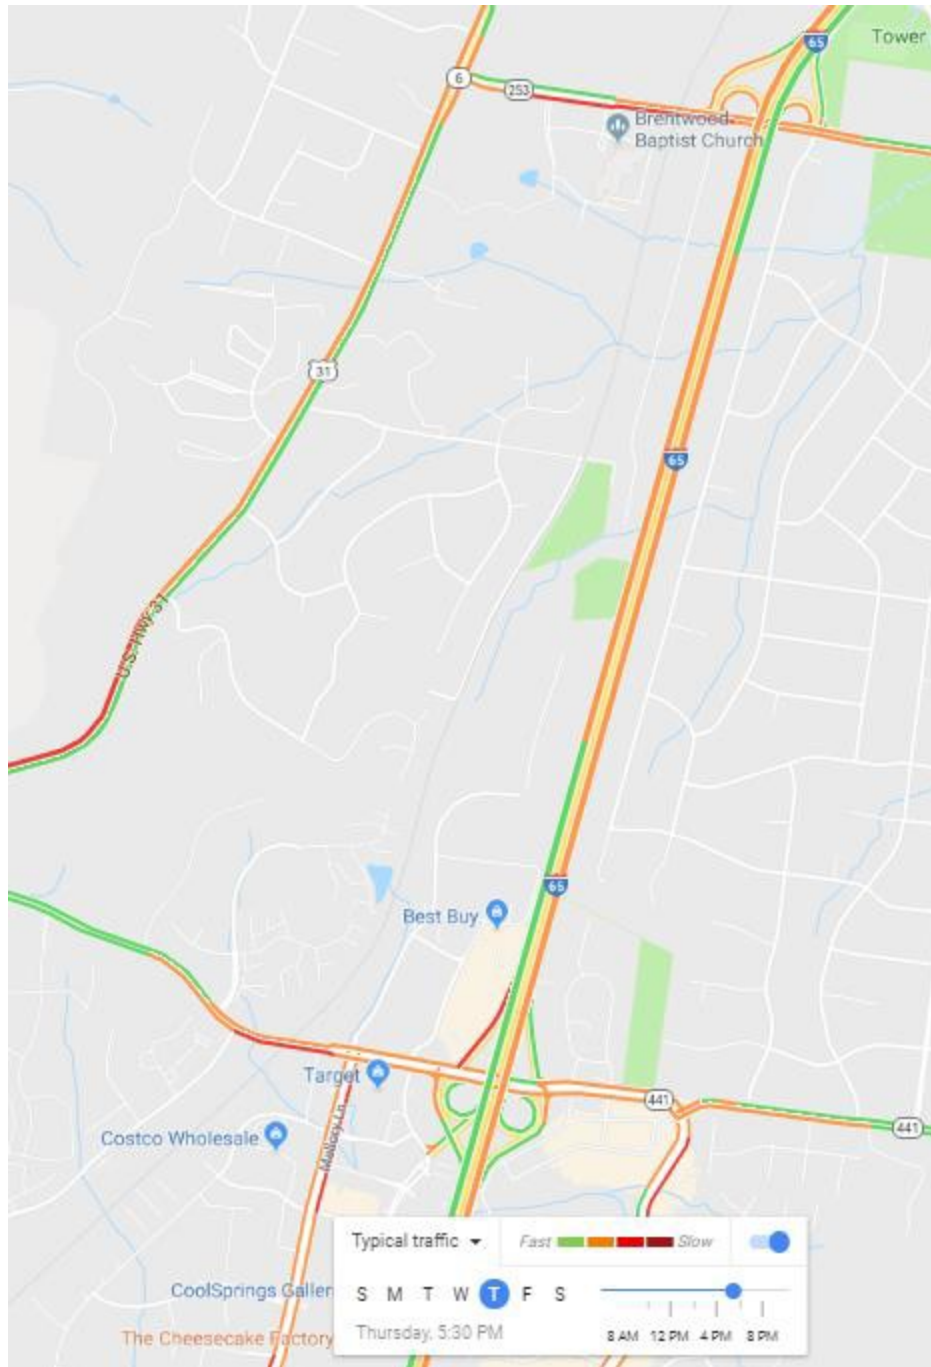 65
Tower
6
253
Brentwood
Baptist Church
31
65
U.S. Hwy 31
65
Best Buy
Target
441
441
Costco Wholesale
Mallory Ln
CoolSprings Galler
The Cheesecake Factory
Typical traffic
Fast
Slow
S M T W T F S
Thursday, 5:30 PM
8 AM 12 PM 4 PM 8 PM